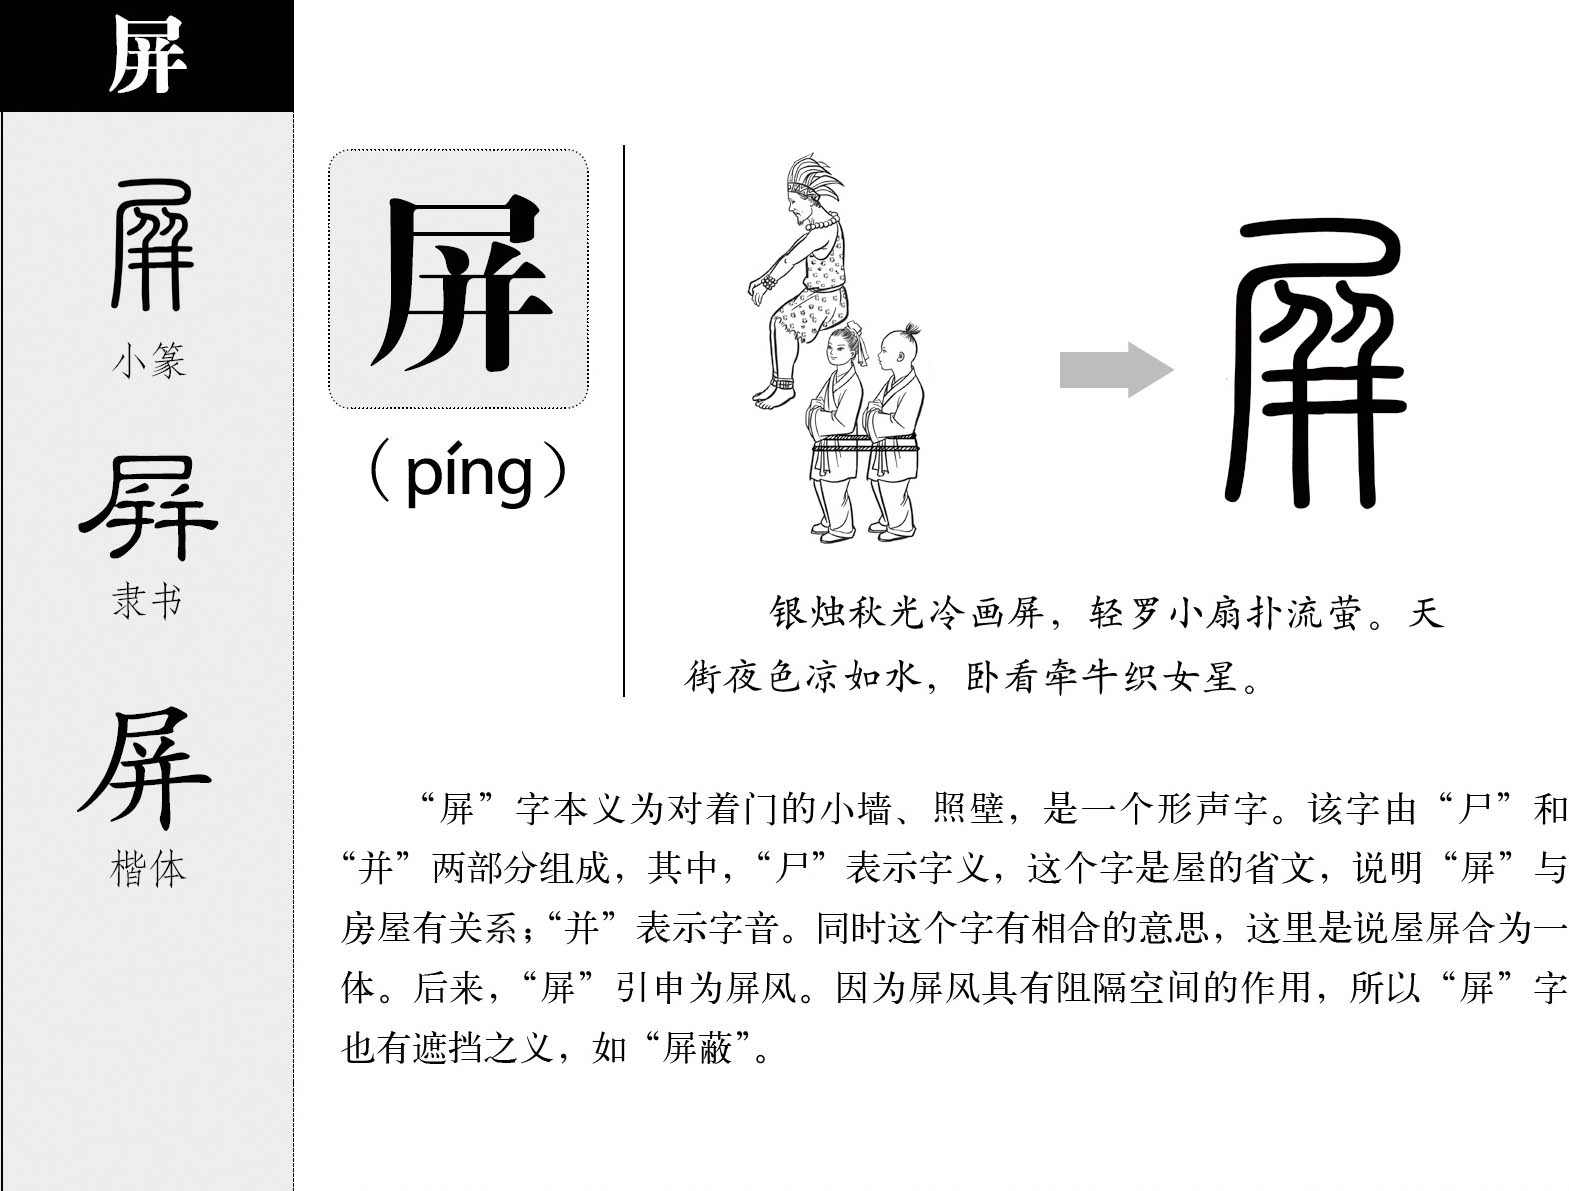 屏
屏
小篆
屏
隶书
屏
楷体
屏
（píng）
屏
银烛秋光冷画屏，轻罗小扇扑流萤。天
街夜色凉如水，卧看牵牛织女星。
“屏”字本义为对着门的小墙、照壁，是一个形声字。该字由“尸”和
“并”两部分组成，其中，“尸”表示字义，这个字是屋的省文，说明“屏”与
房屋有关系；“并”表示字音。同时这个字有相合的意思，这里是说屋屏合为一
体。后来，“屏”引申为屏风。因为屏风具有阻隔空间的作用，所以“屏”字
也有遮挡之义，如“屏蔽”。